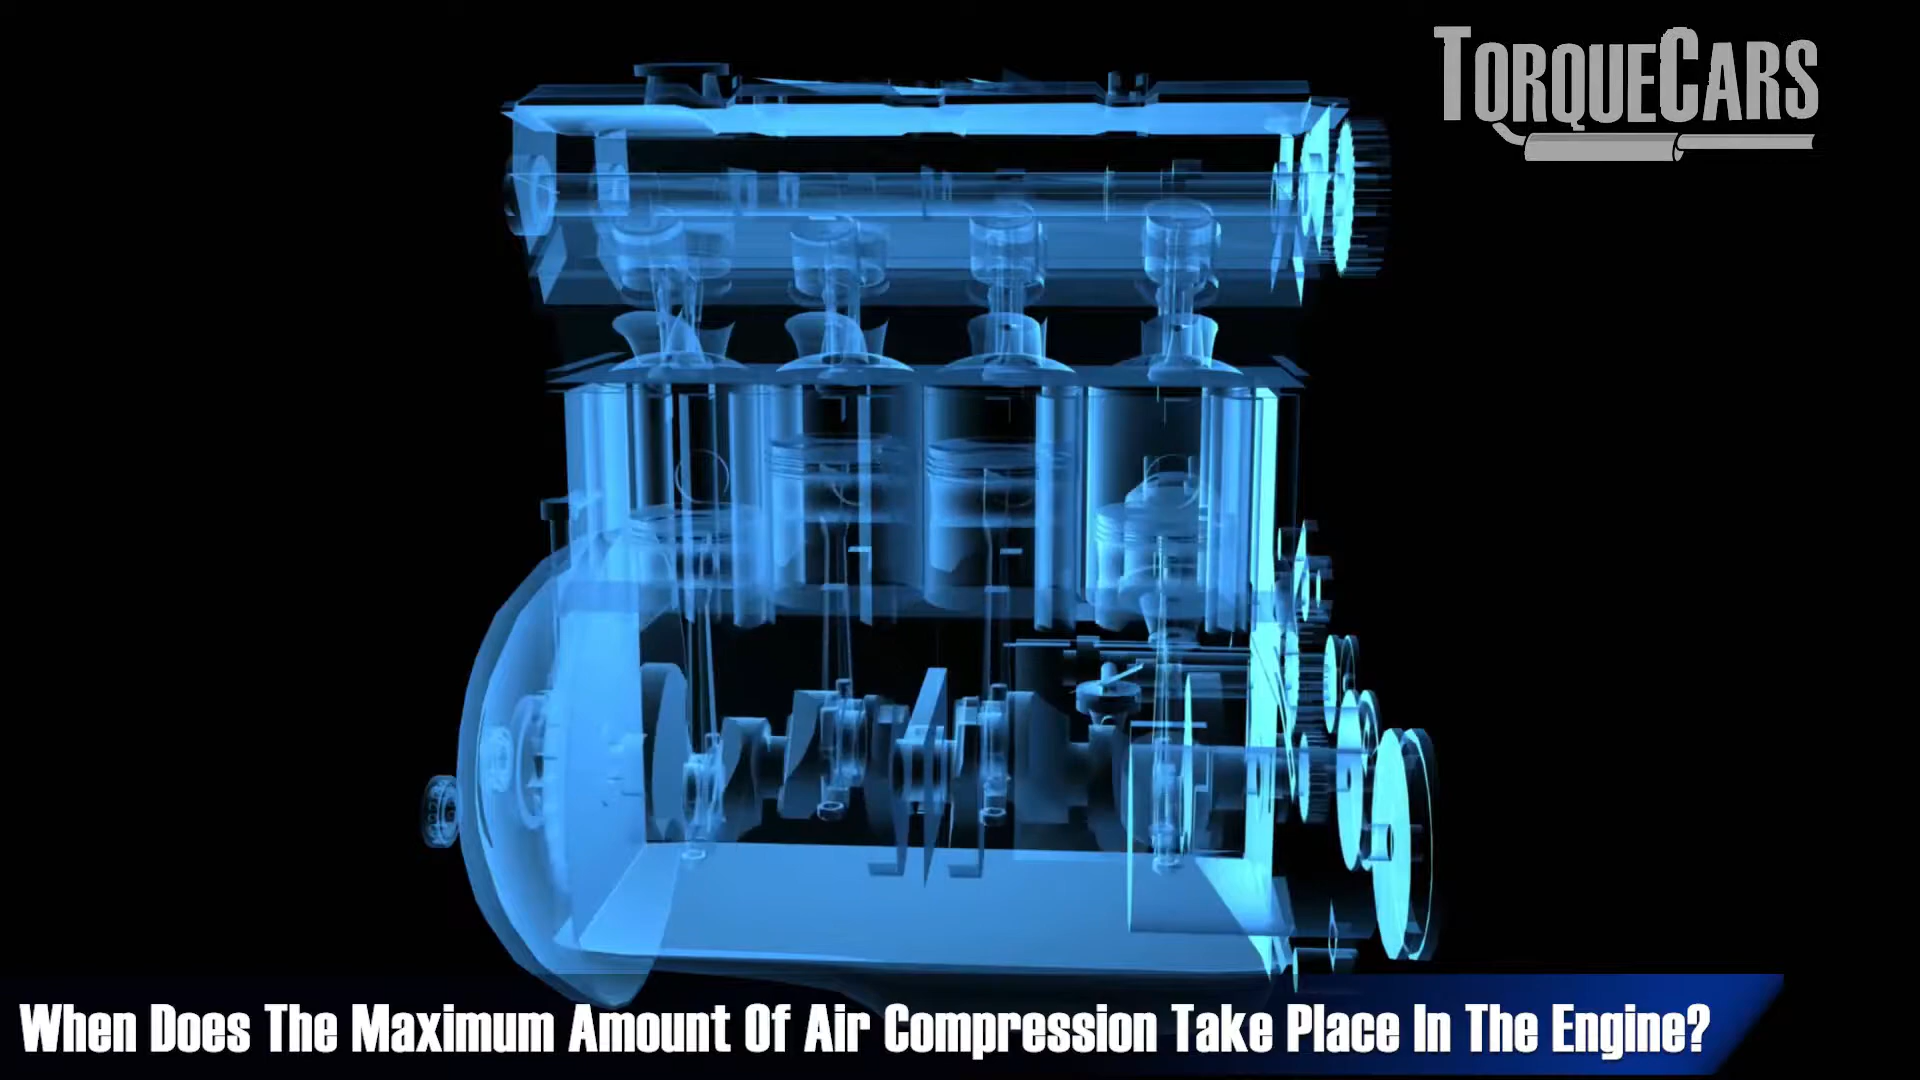 TORQUECARS
When Does The Maximum Amount Of Air Compression Take Place In The Engine?